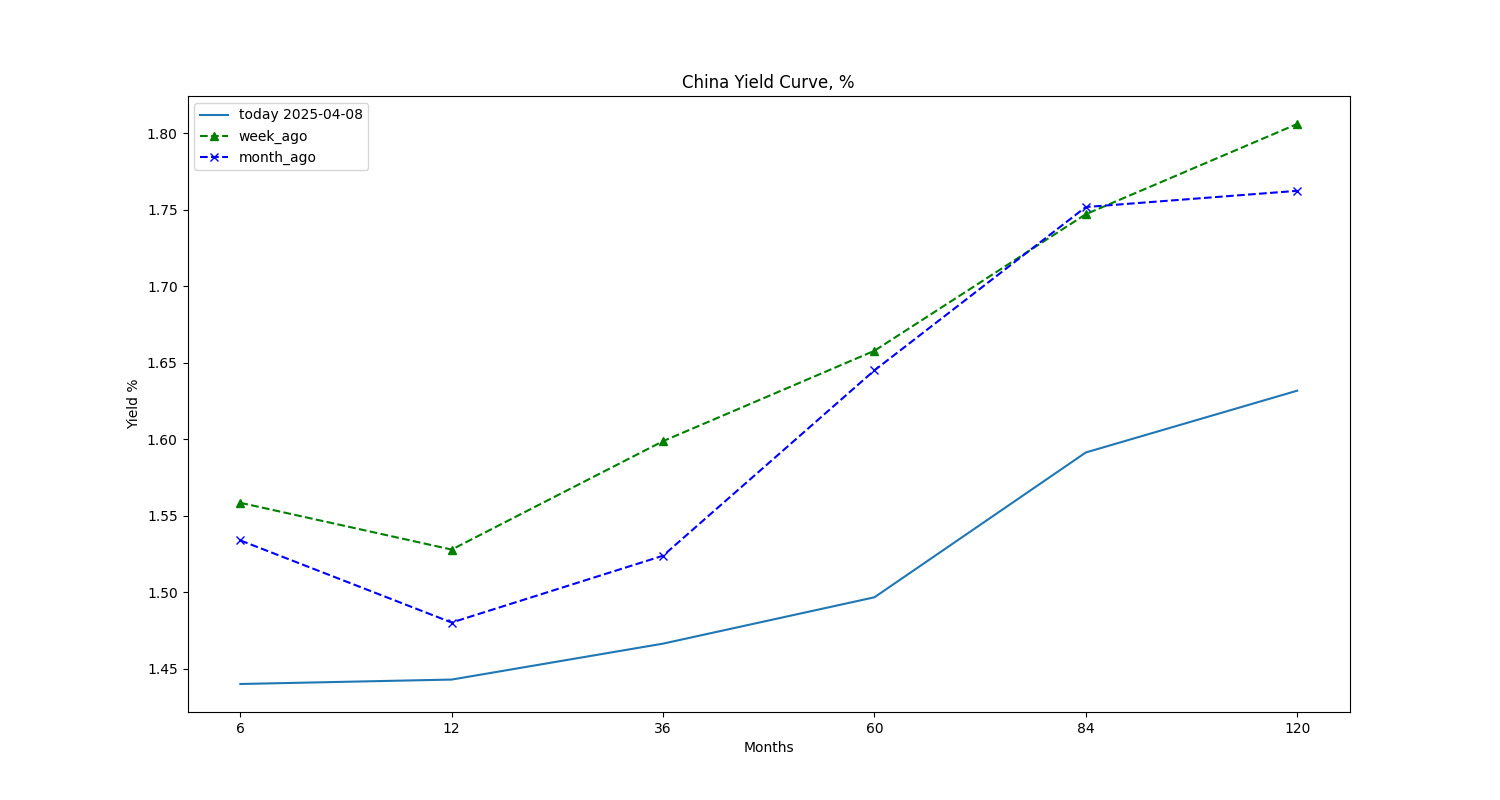 China Yield Curve, %
today 2025-04-08
week_ago
month_ago
1.80
1.75
1.70
1.65
1.60
1.55
1.50
1.45
Yield %
6 12 36 60 84 120
Months